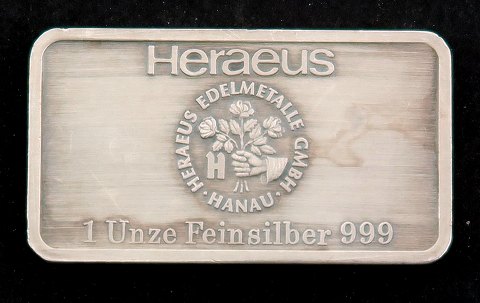 Heraeus
HERAEUS EDELMETALLE GMBH
· HANAU ·
H
1 Unze Feinsilber 999